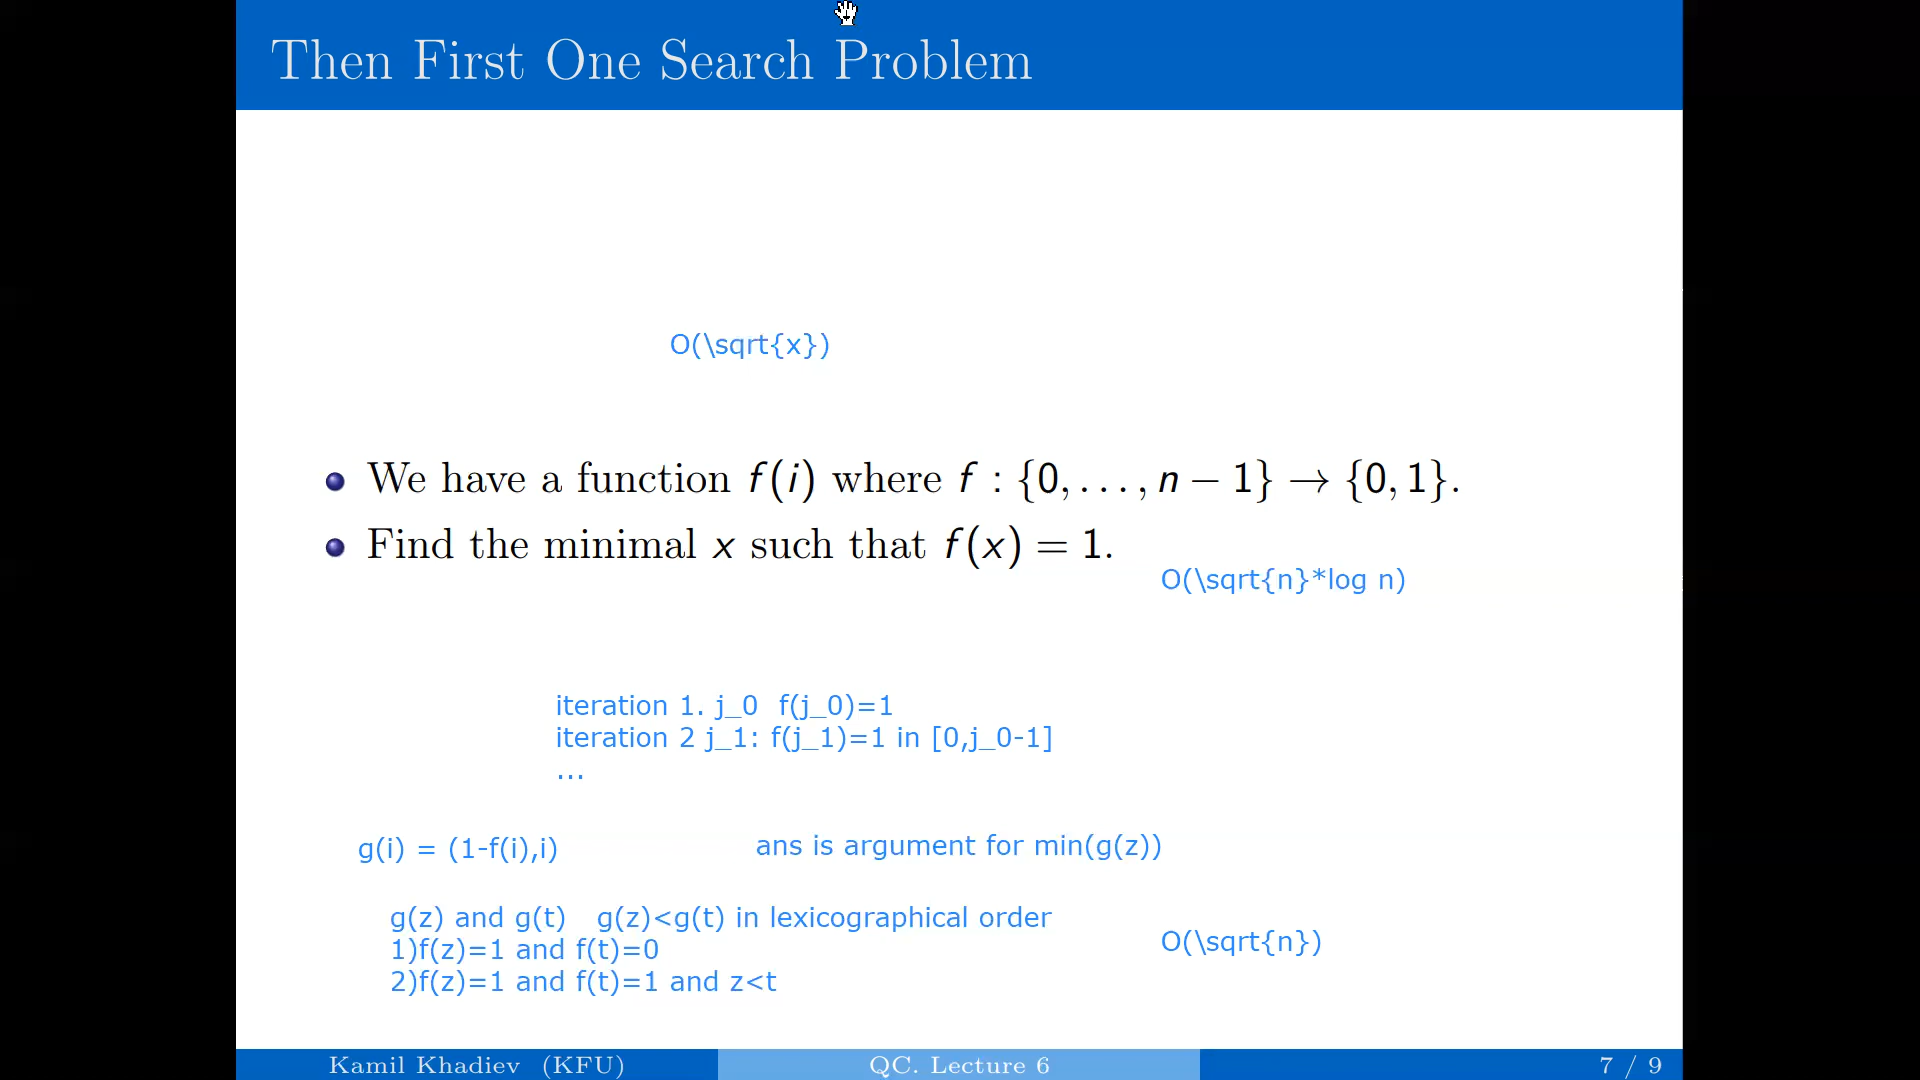 Then First One Search Problem
O(\sqrt{x})
We have a function f(i) where f : {0, . . . , n − 1} → {0, 1}.
Find the minimal x such that f(x) = 1.
O(\sqrt{n}*log n)
iteration 1. j_0  f(j_0)=1
iteration 2 j_1: f(j_1)=1 in [0,j_0-1]
...
g(i) = (1-f(i),i)
ans is argument for min(g(z))
g(z) and g(t)   g(z)<g(t) in lexicographical order
1)f(z)=1 and f(t)=0
O(\sqrt{n})
2)f(z)=1 and f(t)=1 and z<t
Kamil Khadiev (KFU)
QC. Lecture 6
7 / 9